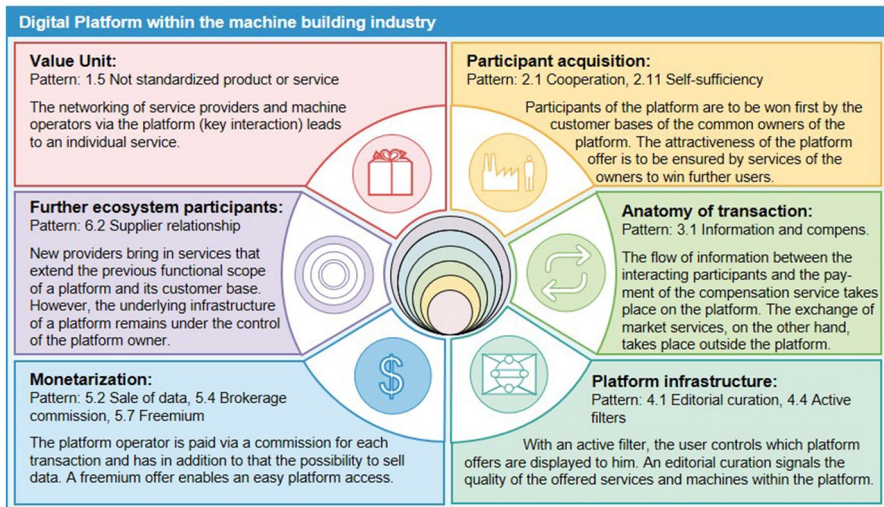 Digital Platform within the machine building industry
Value Unit:
Pattern: 1.5 Not standardized product or service
The networking of service providers and machine
operators via the platform (key interaction) leads
to an individual service.
Participant acquisition:
Pattern: 2.1 Cooperation, 2.11 Self-sufficiency
Participants of the platform are to be won first by the
customer bases of the common owners of the
platform. The attractiveness of the platform
offer is to be ensured by services of the
owners to win further users.
Further ecosystem participants:
Pattern: 6.2 Supplier relationship
New providers bring in services that
extend the previous functional scope
of a platform and its customer base.
However, the underlying infrastructure
of a platform remains under the control
of the platform owner.
Anatomy of transaction:
Pattern: 3.1 Information and compens.
The flow of information between the
interacting participants and the pay-
ment of the compensation service takes
place on the platform. The exchange of
market services, on the other hand,
takes place outside the platform.
Monetarization:
Pattern: 5.2 Sale of data, 5.4 Brokerage
commission, 5.7 Freemium
The platform operator is paid via a commission for each
transaction and has in addition to that the possibility to sell
data. A freemium offer enables an easy platform access.
$
Platform infrastructure:
Pattern: 4.1 Editorial curation, 4.4 Active
filters
With an active filter, the user controls which platform
offers are displayed to him. An editorial curation signals the
quality of the offered services and machines within the platform.